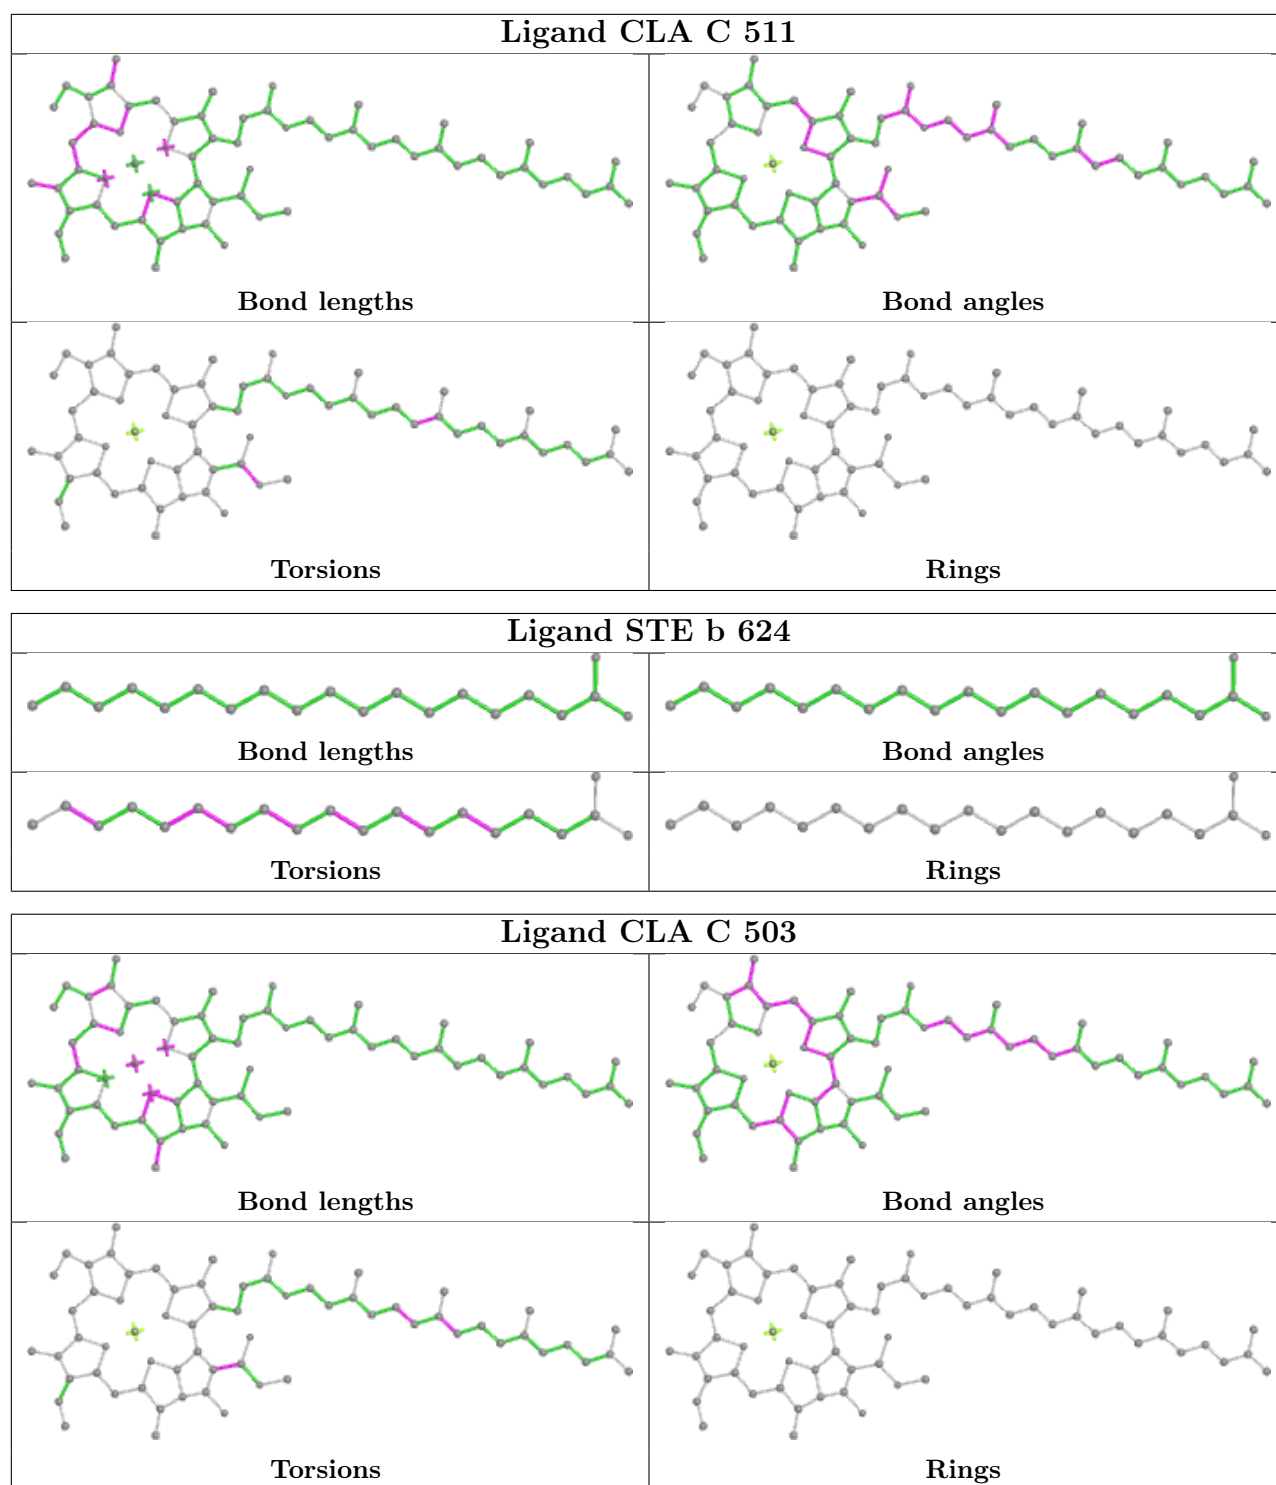 Ligand CLA C 511
Bond lengths
Bond angles
Torsions
Rings
Ligand STE b 624
Bond lengths
Bond angles
Torsions
Rings
Ligand CLA C 503
Bond lengths
Bond angles
Torsions
Rings